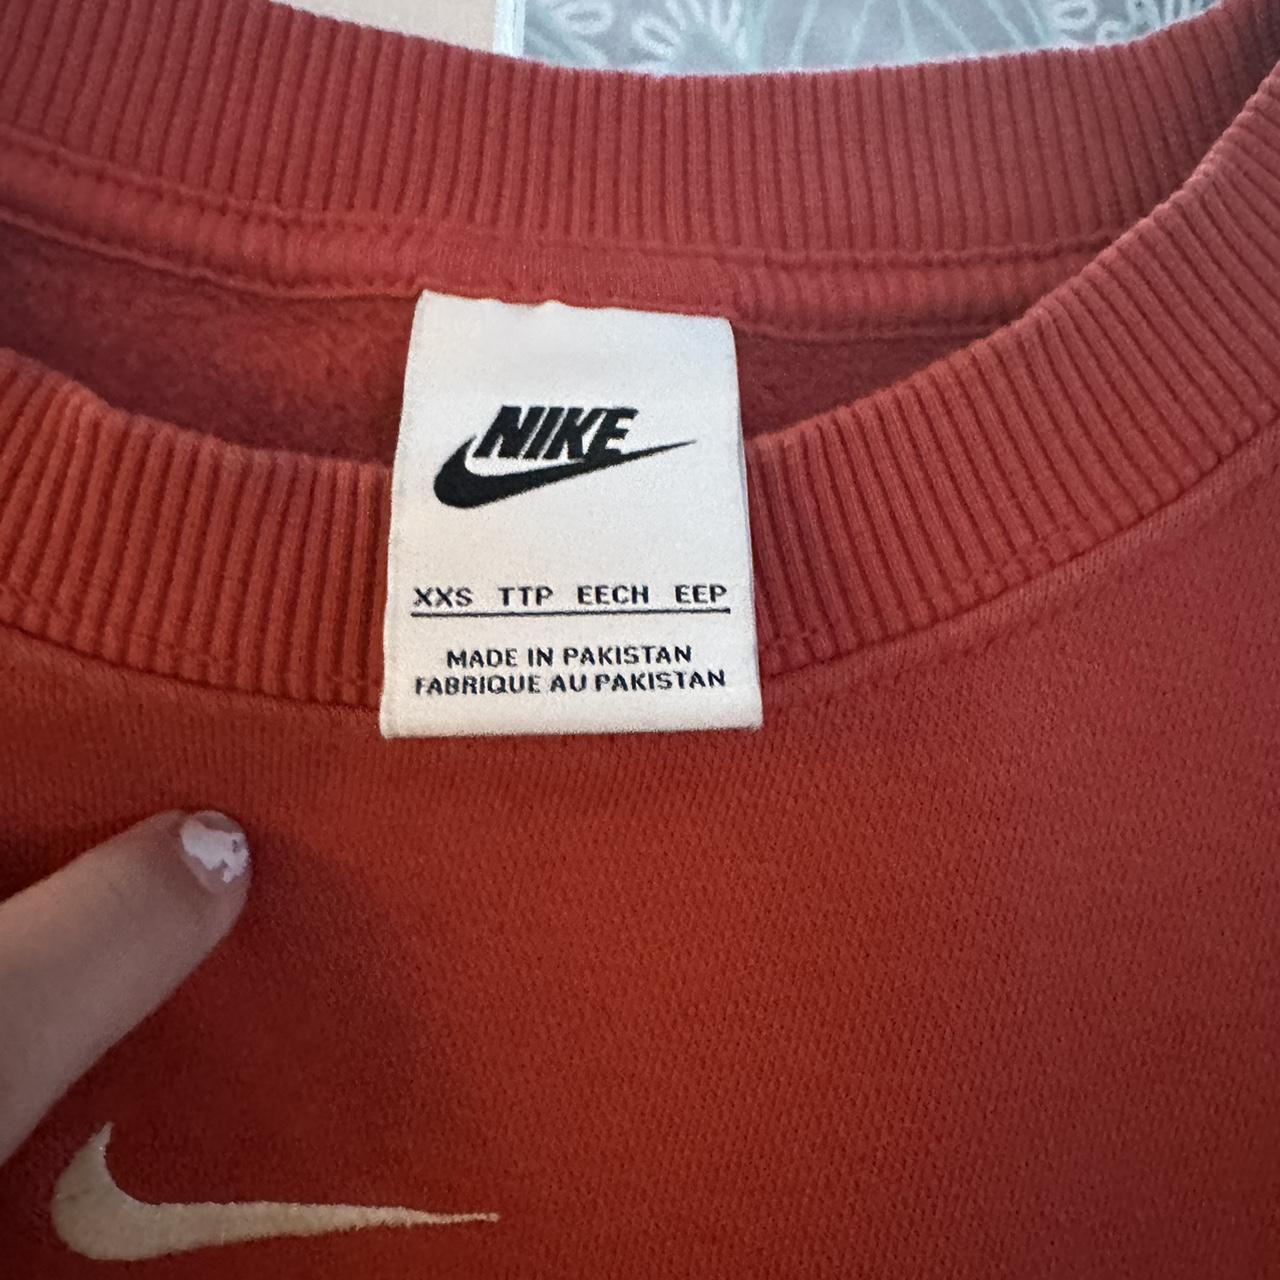 NIKE
XXS TTP EECH EEP
MADE IN PAKISTAN
FABRIQUE AU PAKISTAN